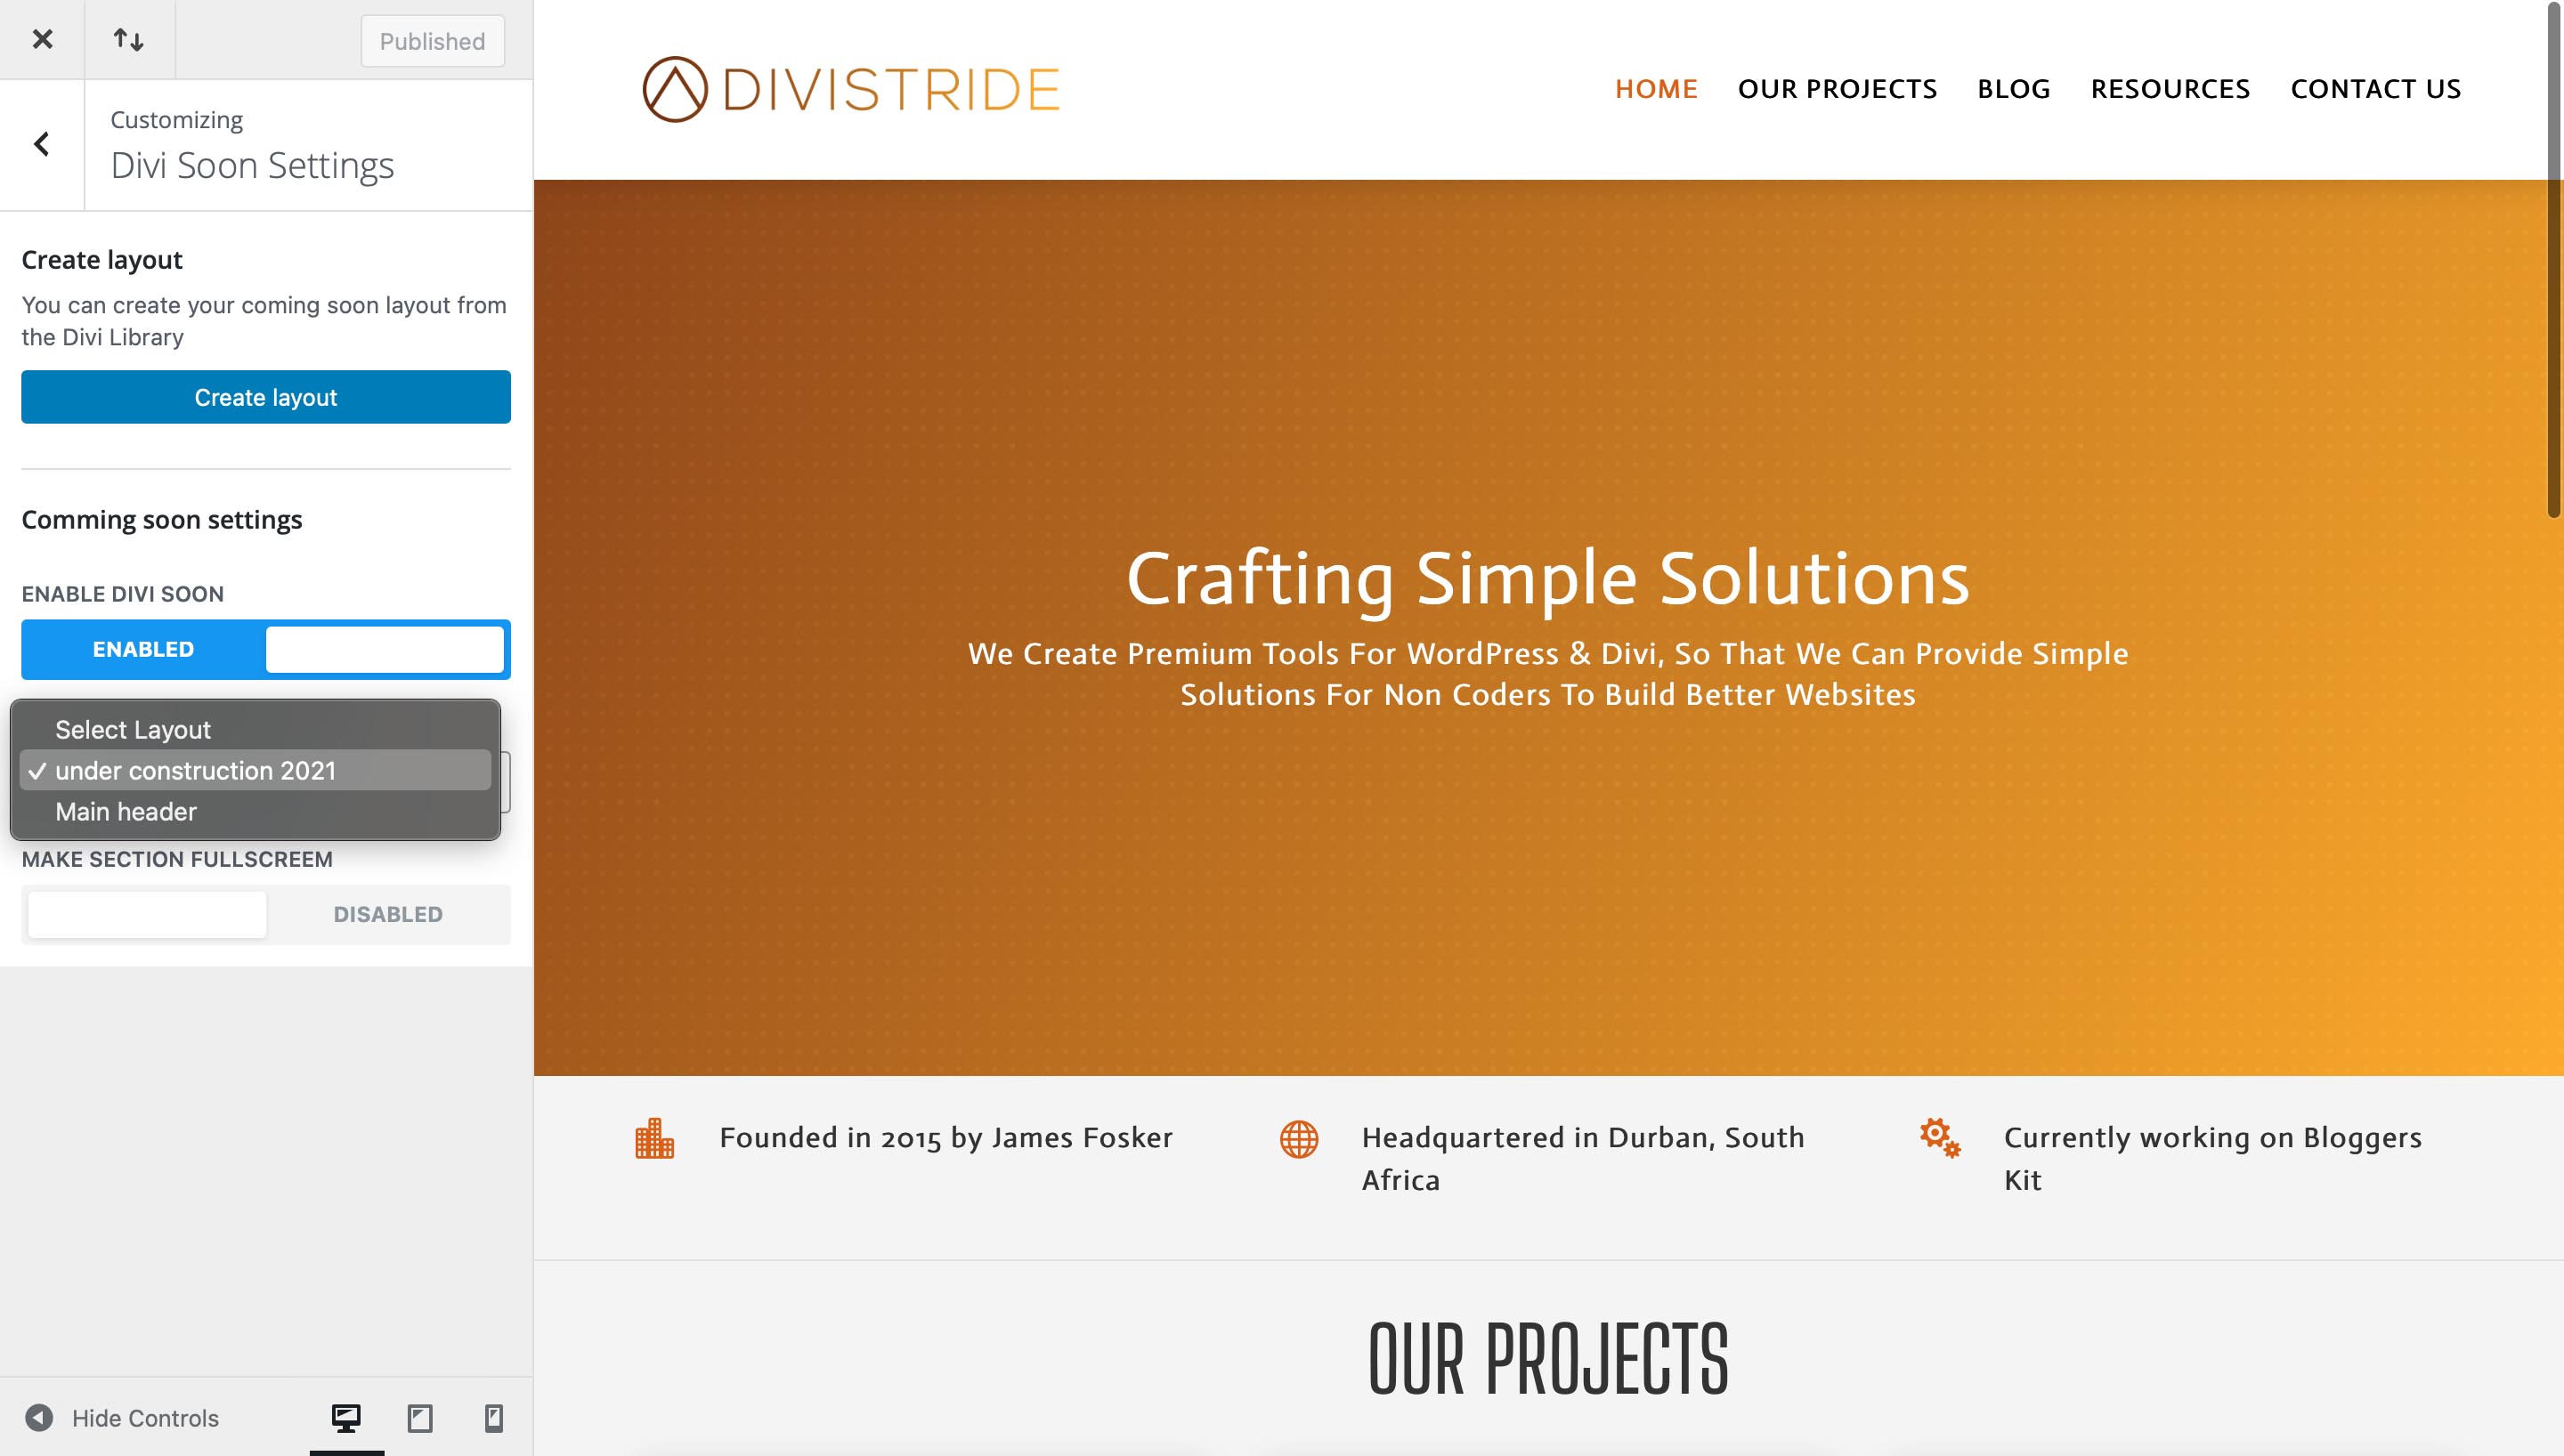 Published
Customizing
Divi Soon Settings
Create layout
You can create your coming soon layout from
the Divi Library
Create layout
Comming soon settings
ENABLE DIVI SOON
ENABLED
Select Layout
✓ under construction 2021
Main header
MAKE SECTION FULLSCREEM
DISABLED
Hide Controls
DIVISTRIDE
HOME OUR PROJECTS BLOG RESOURCES CONTACT US
Crafting Simple Solutions
We Create Premium Tools For WordPress & Divi, So That We Can Provide Simple
Solutions For Non Coders To Build Better Websites
Founded in 2015 by James Fosker
Headquartered in Durban, South
Africa
Currently working on Bloggers
Kit
OUR PROJECTS